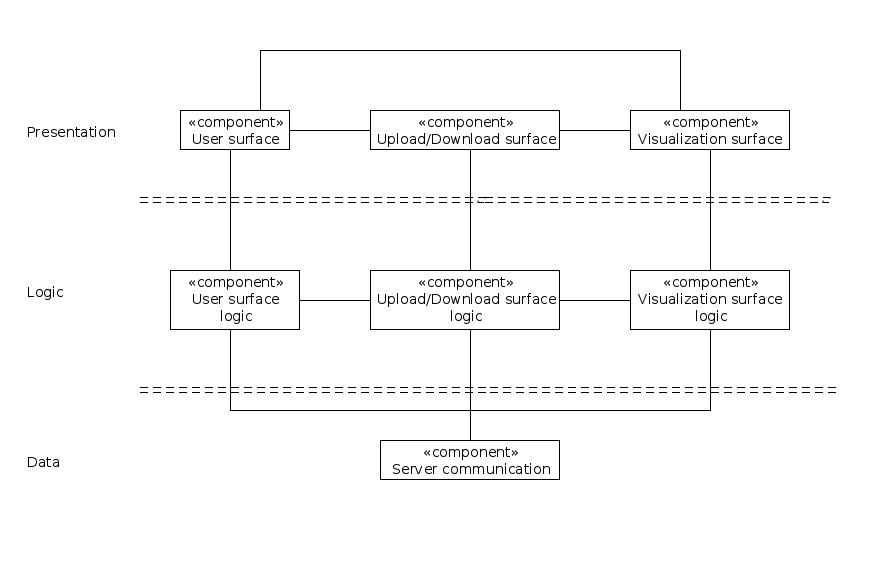 Presentation
«component»
User surface
«component»
Upload/Download surface
«component»
Visualization surface
Logic
«component»
User surface
logic
«component»
Upload/Download surface
logic
«component»
Visualization surface
logic
Data
«component»
Server communication